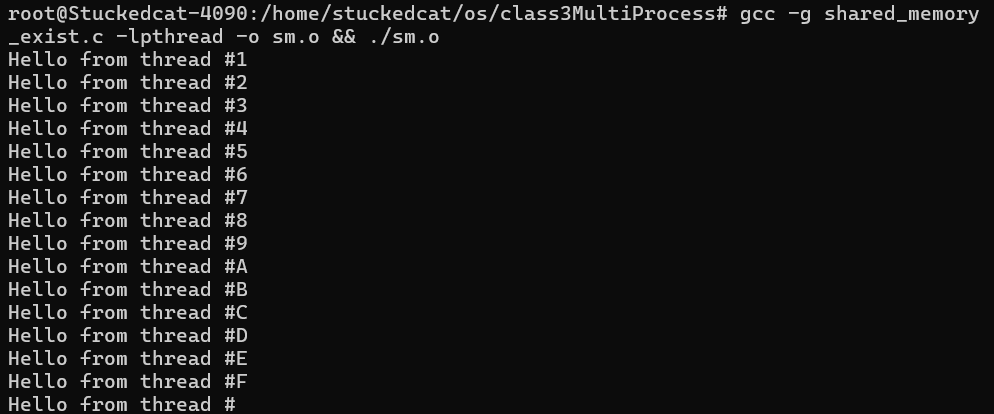 root@Stuckedcat-4090:/home/stuckedcat/os/class3MultiProcess# gcc -g shared_memory
_exist.c -lpthread -o sm.o && ./sm.o
Hello from thread #1
Hello from thread #2
Hello from thread #3
Hello from thread #4
Hello from thread #5
Hello from thread #6
Hello from thread #7
Hello from thread #8
Hello from thread #9
Hello from thread #A
Hello from thread #B
Hello from thread #C
Hello from thread #D
Hello from thread #E
Hello from thread #F
Hello from thread #